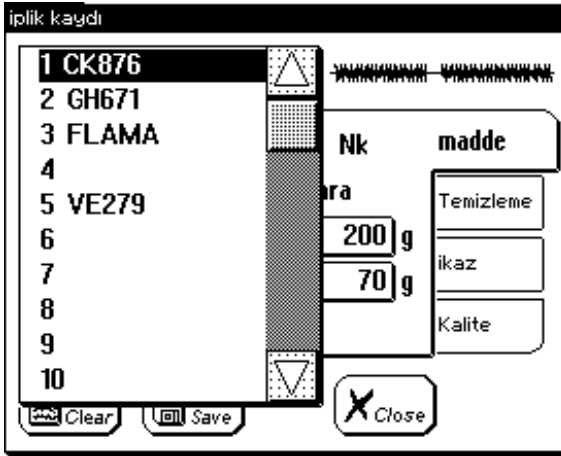 iplik kaydı
1 CK876
2 GH671
3 FLAMA
4
5 VE279
6
7
8
9
10
Nk
madde
Temizleme
200 g
ikaz
70 g
Kalite
Clear
Save
Close